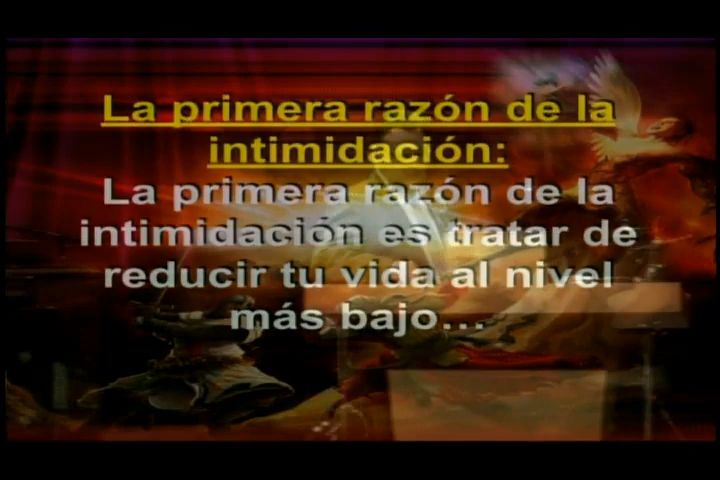 La primera razón de la
intimidación:
La primera razón de la
intimidación es tratar de
reducir tu vida al nivel
más bajo...